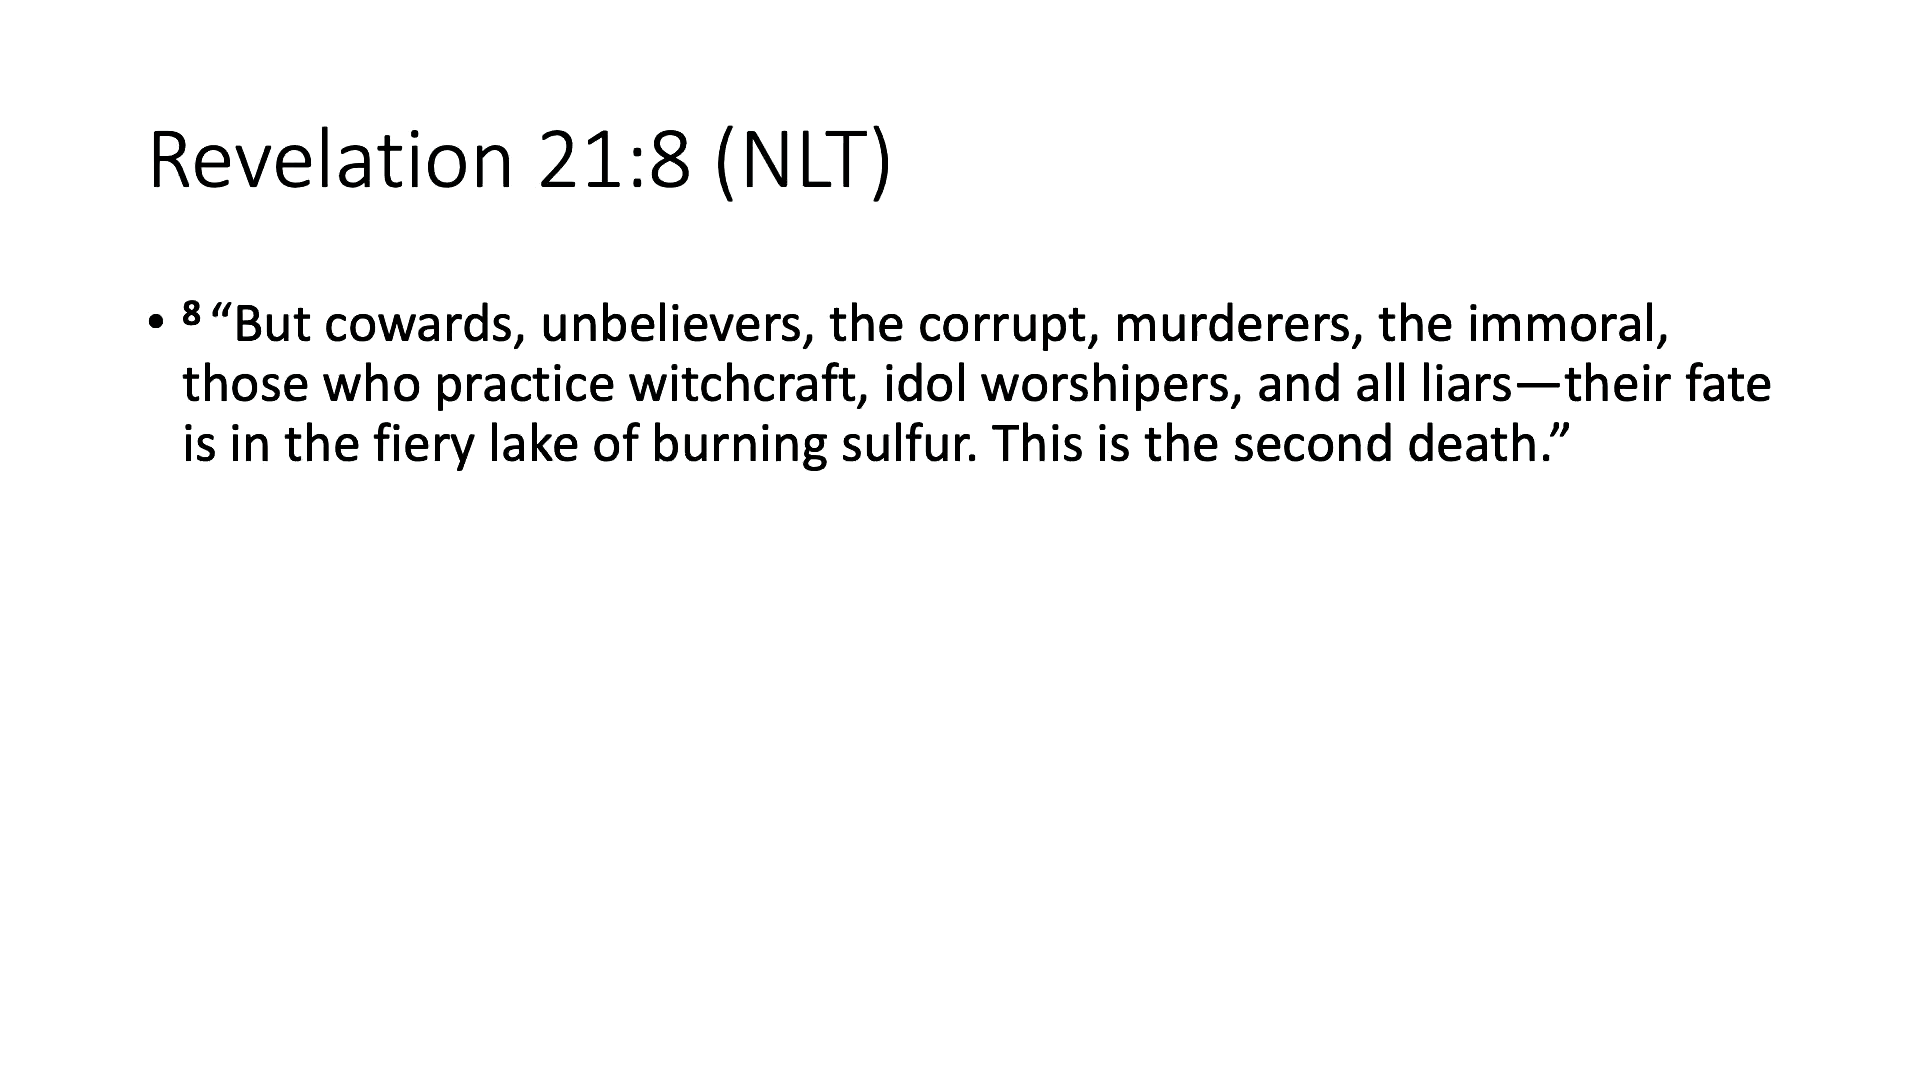 Revelation 21:8 (NLT)
• 8 “But cowards, unbelievers, the corrupt, murderers, the immoral,
those who practice witchcraft, idol worshipers, and all liars—their fate
is in the fiery lake of burning sulfur. This is the second death.”